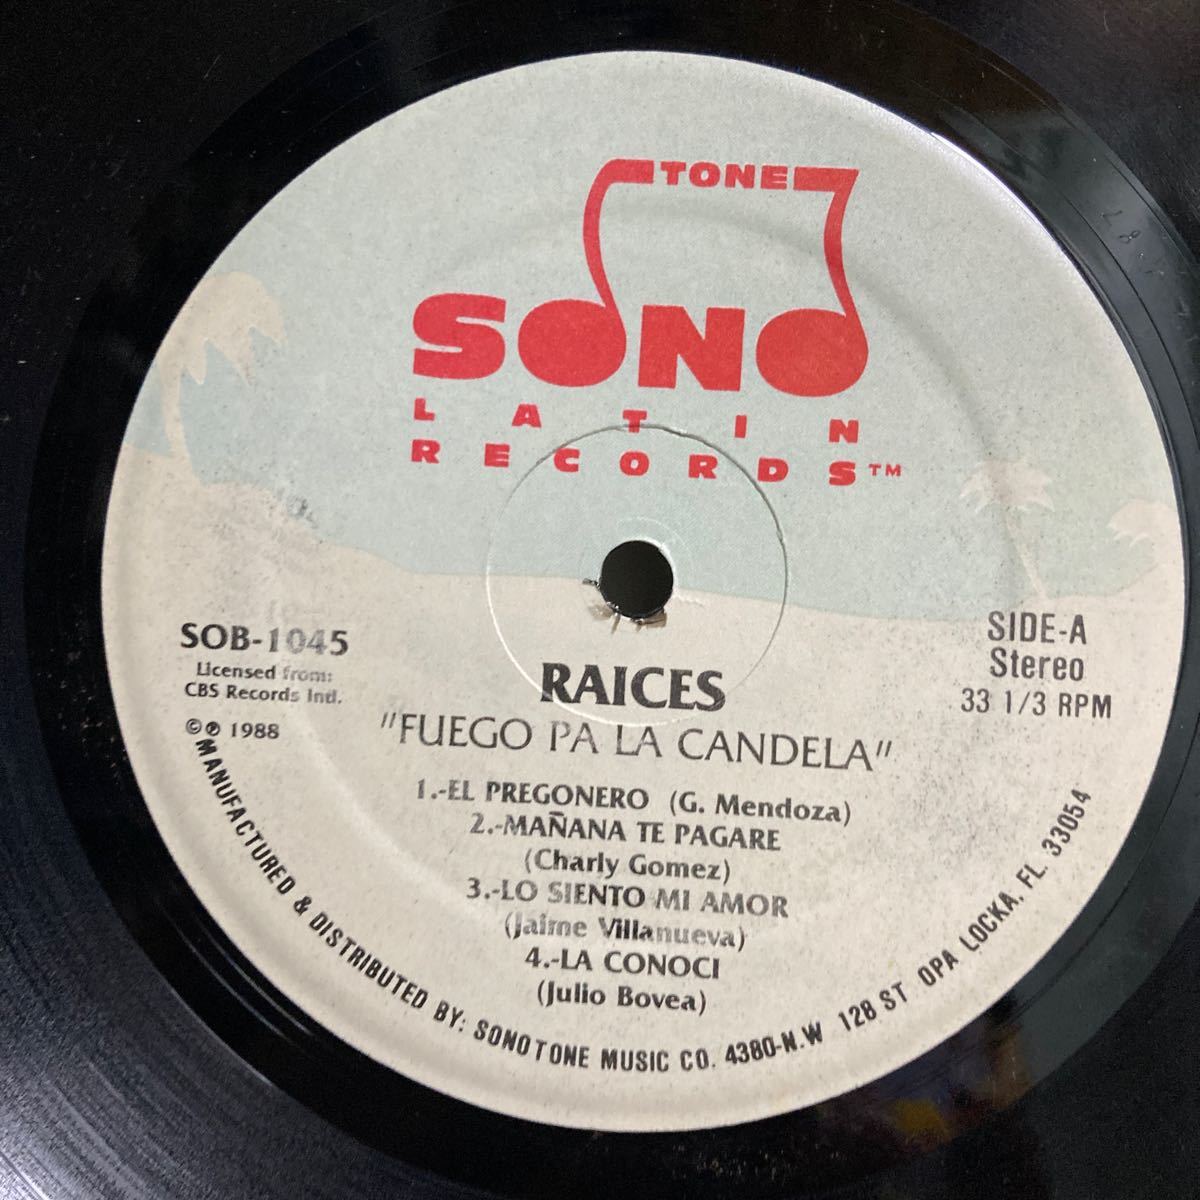 TONE
SONO
LATIN
RECORDS™
SOB-1045
Licensed from:
CBS Records Intl.
©℗ 1988
SIDE-A
Stereo
33 1/3 RPM
RAICES
"FUEGO PA LA CANDELA"
1.-EL PREGONERO (G. Mendoza)
2.-MAÑANA TE PAGARE
(Charly Gomez)
3.-LO SIENTO MI AMOR
(Jaime Villanueva)
4.-LA CONOCI
(Julio Bovea)
MANUFACTURED & DISTRIBUTED BY: SONOTONE MUSIC CO. 4380-N.W 128 ST OPA LOCKA, FL. 33054